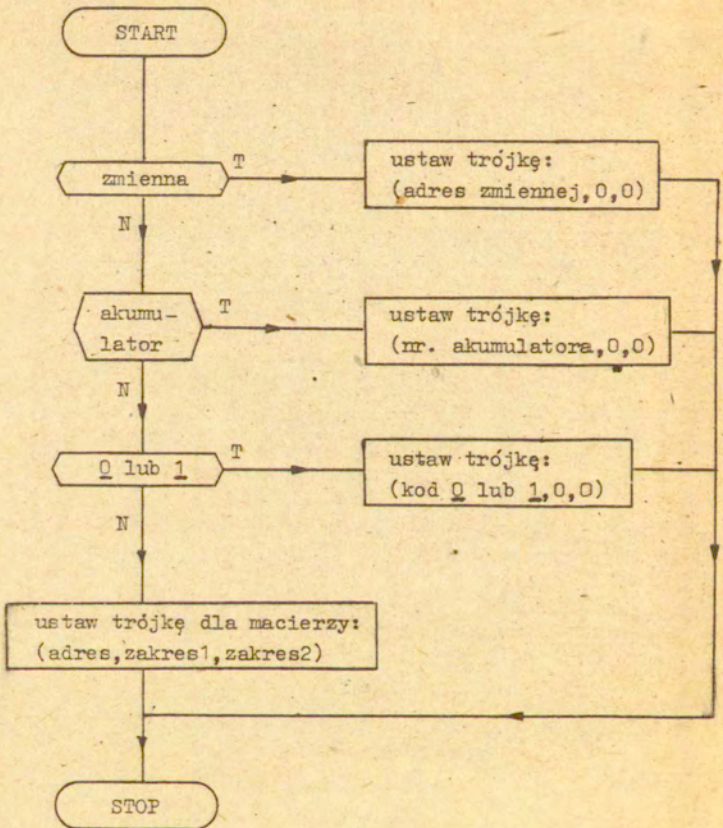 START
zmienna
T
ustaw trójkę:
(adres zmiennej,0,0)
N
akumu-
lator
T
ustaw trójkę:
(nr. akumulatora,0,0)
N
0 lub 1
T
ustaw trójkę:
(kod 0 lub 1,0,0)
N
ustaw trójkę dla macierzy:
(adres,zakres1,zakres2)
STOP